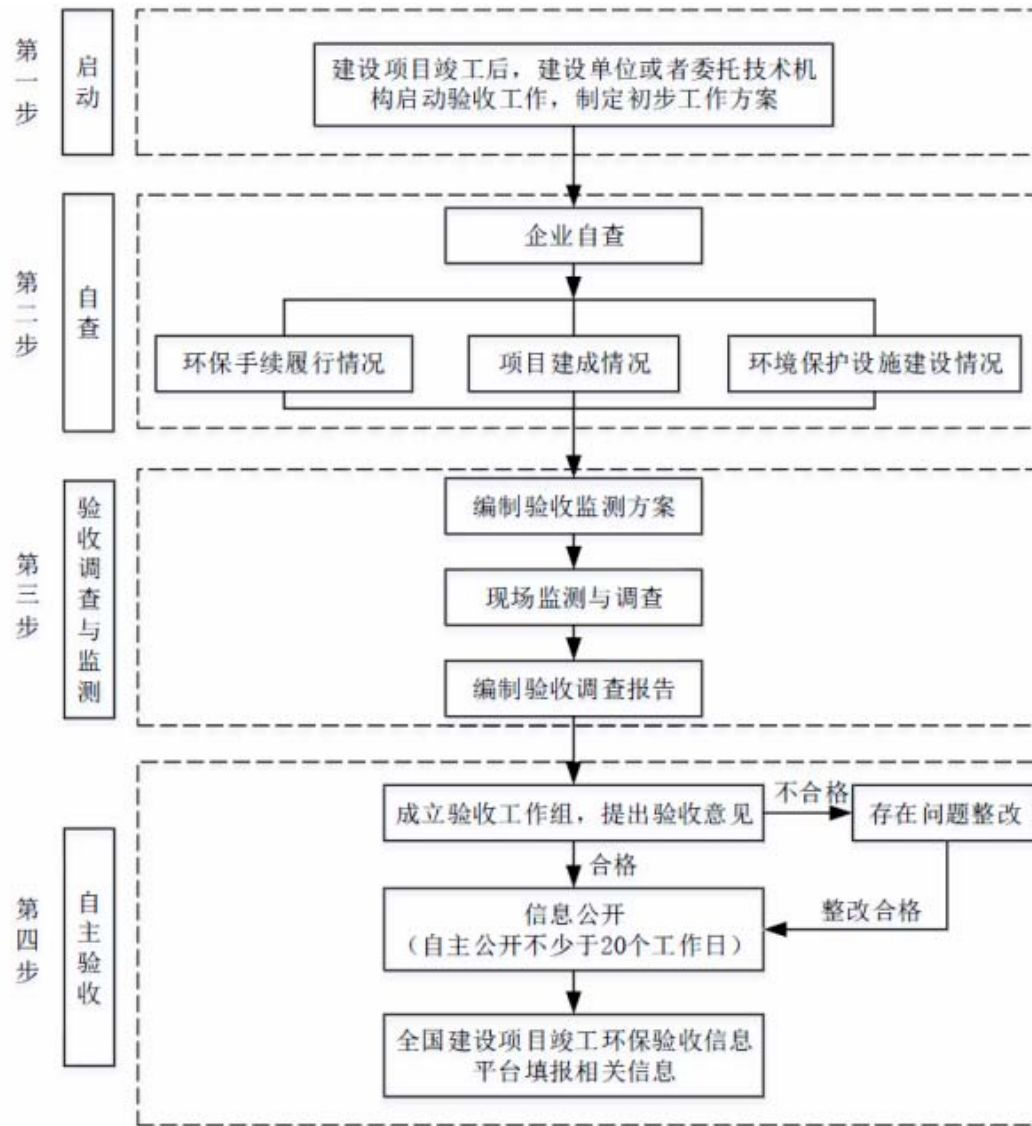 第一步
启动
建设项目竣工后，建设单位或者委托技术机
构启动验收工作，制定初步工作方案
第二步
自查
企业自查
环保手续履行情况
项目建成情况
环境保护设施建设情况
第三步
验收调查与监测
编制验收监测方案
现场监测与调查
编制验收调查报告
第四步
自主验收
成立验收工作组，提出验收意见
不合格
存在问题整改
合格
整改合格
信息公开
（自主公开不少于20个工作日）
全国建设项目竣工环保验收信息
平台填报相关信息